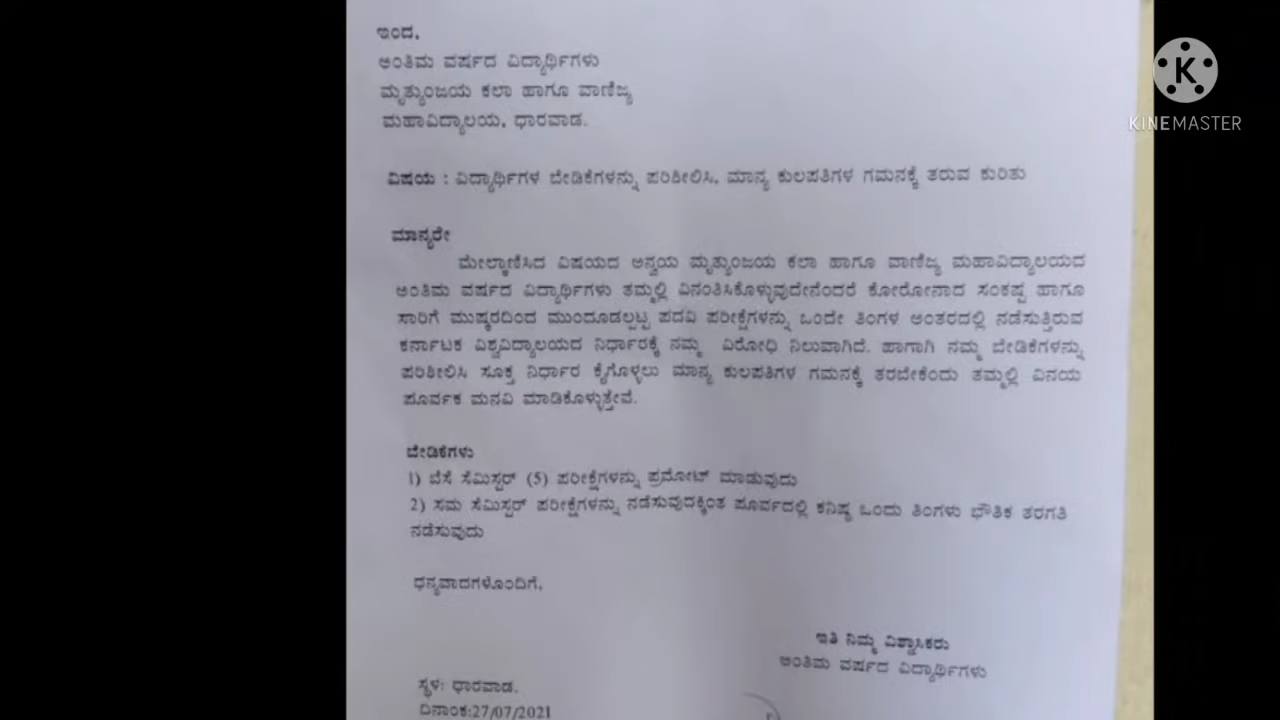 ಇಂದ,
ಅಂತಿಮ ವರ್ಷದ ವಿದ್ಯಾರ್ಥಿಗಳು
ಮೃತ್ಯುಂಜಯ ಕಲಾ ಹಾಗೂ ವಾಣಿಜ್ಯ
ಮಹಾವಿದ್ಯಾಲಯ, ಧಾರವಾಡ.
ವಿಷಯ : ವಿದ್ಯಾರ್ಥಿಗಳ ಬೇಡಿಕೆಗಳನ್ನು ಪರಿಶೀಲಿಸಿ, ಮಾನ್ಯ ಕುಲಪತಿಗಳ ಗಮನಕ್ಕೆ ತರುವ ಕುರಿತು
ಮಾನ್ಯರೇ
ಮೇಲ್ಕಾಣಿಸಿದ ವಿಷಯದ ಅನ್ವಯ ಮೃತ್ಯುಂಜಯ ಕಲಾ ಹಾಗೂ ವಾಣಿಜ್ಯ ಮಹಾವಿದ್ಯಾಲಯದ
ಅಂತಿಮ ವರ್ಷದ ವಿದ್ಯಾರ್ಥಿಗಳು ತಮ್ಮಲ್ಲಿ ವಿನಂತಿಸಿಕೊಳ್ಳುವುದೇನೆಂದರೆ ಕೋರೋನಾದ ಸಂಕಷ್ಟ ಹಾಗೂ
ಸಾರಿಗೆ ಮುಷ್ಕರದಿಂದ ಮುಂದೂಡಲ್ಪಟ್ಟ ಪದವಿ ಪರೀಕ್ಷೆಗಳನ್ನು ಒಂದೇ ತಿಂಗಳ ಅಂತರದಲ್ಲಿ ನಡೆಸುತ್ತಿರುವ
ಕರ್ನಾಟಕ ವಿಶ್ವವಿದ್ಯಾಲಯದ ನಿರ್ಧಾರಕ್ಕೆ ನಮ್ಮ ವಿರೋಧಿ ನಿಲುವಾಗಿದೆ. ಹಾಗಾಗಿ ನಮ್ಮ ಬೇಡಿಕೆಗಳನ್ನು
ಪರಿಶೀಲಿಸಿ ಸೂಕ್ತ ನಿರ್ಧಾರ ಕೈಗೊಳ್ಳಲು ಮಾನ್ಯ ಕುಲಪತಿಗಳ ಗಮನಕ್ಕೆ ತರಬೇಕೆಂದು ತಮ್ಮಲ್ಲಿ ವಿನಯ
ಪೂರ್ವಕ ಮನವಿ ಮಾಡಿಕೊಳ್ಳುತ್ತೇವೆ.
ಬೇಡಿಕೆಗಳು
1) ಬೆಸೆ ಸೆಮಿಸ್ಟರ್ (5) ಪರೀಕ್ಷೆಗಳನ್ನು ಪ್ರಮೋಟ್ ಮಾಡುವುದು
2) ಸಮ ಸೆಮಿಸ್ಟರ್ ಪರೀಕ್ಷೆಗಳನ್ನು ನಡೆಸುವುದಕ್ಕಿಂತ ಪೂರ್ವದಲ್ಲಿ ಕನಿಷ್ಠ ಒಂದು ತಿಂಗಳು ಭೌತಿಕ ತರಗತಿ
ನಡೆಸುವುದು
ಧನ್ಯವಾದಗಳೊಂದಿಗೆ,
ಇತಿ ನಿಮ್ಮ ವಿಶ್ವಾಸಿಕರು
ಅಂತಿಮ ವರ್ಷದ ವಿದ್ಯಾರ್ಥಿಗಳು
ಸ್ಥಳ: ಧಾರವಾಡ.
ದಿನಾಂಕ:27/07/2021
K
KINEMASTER